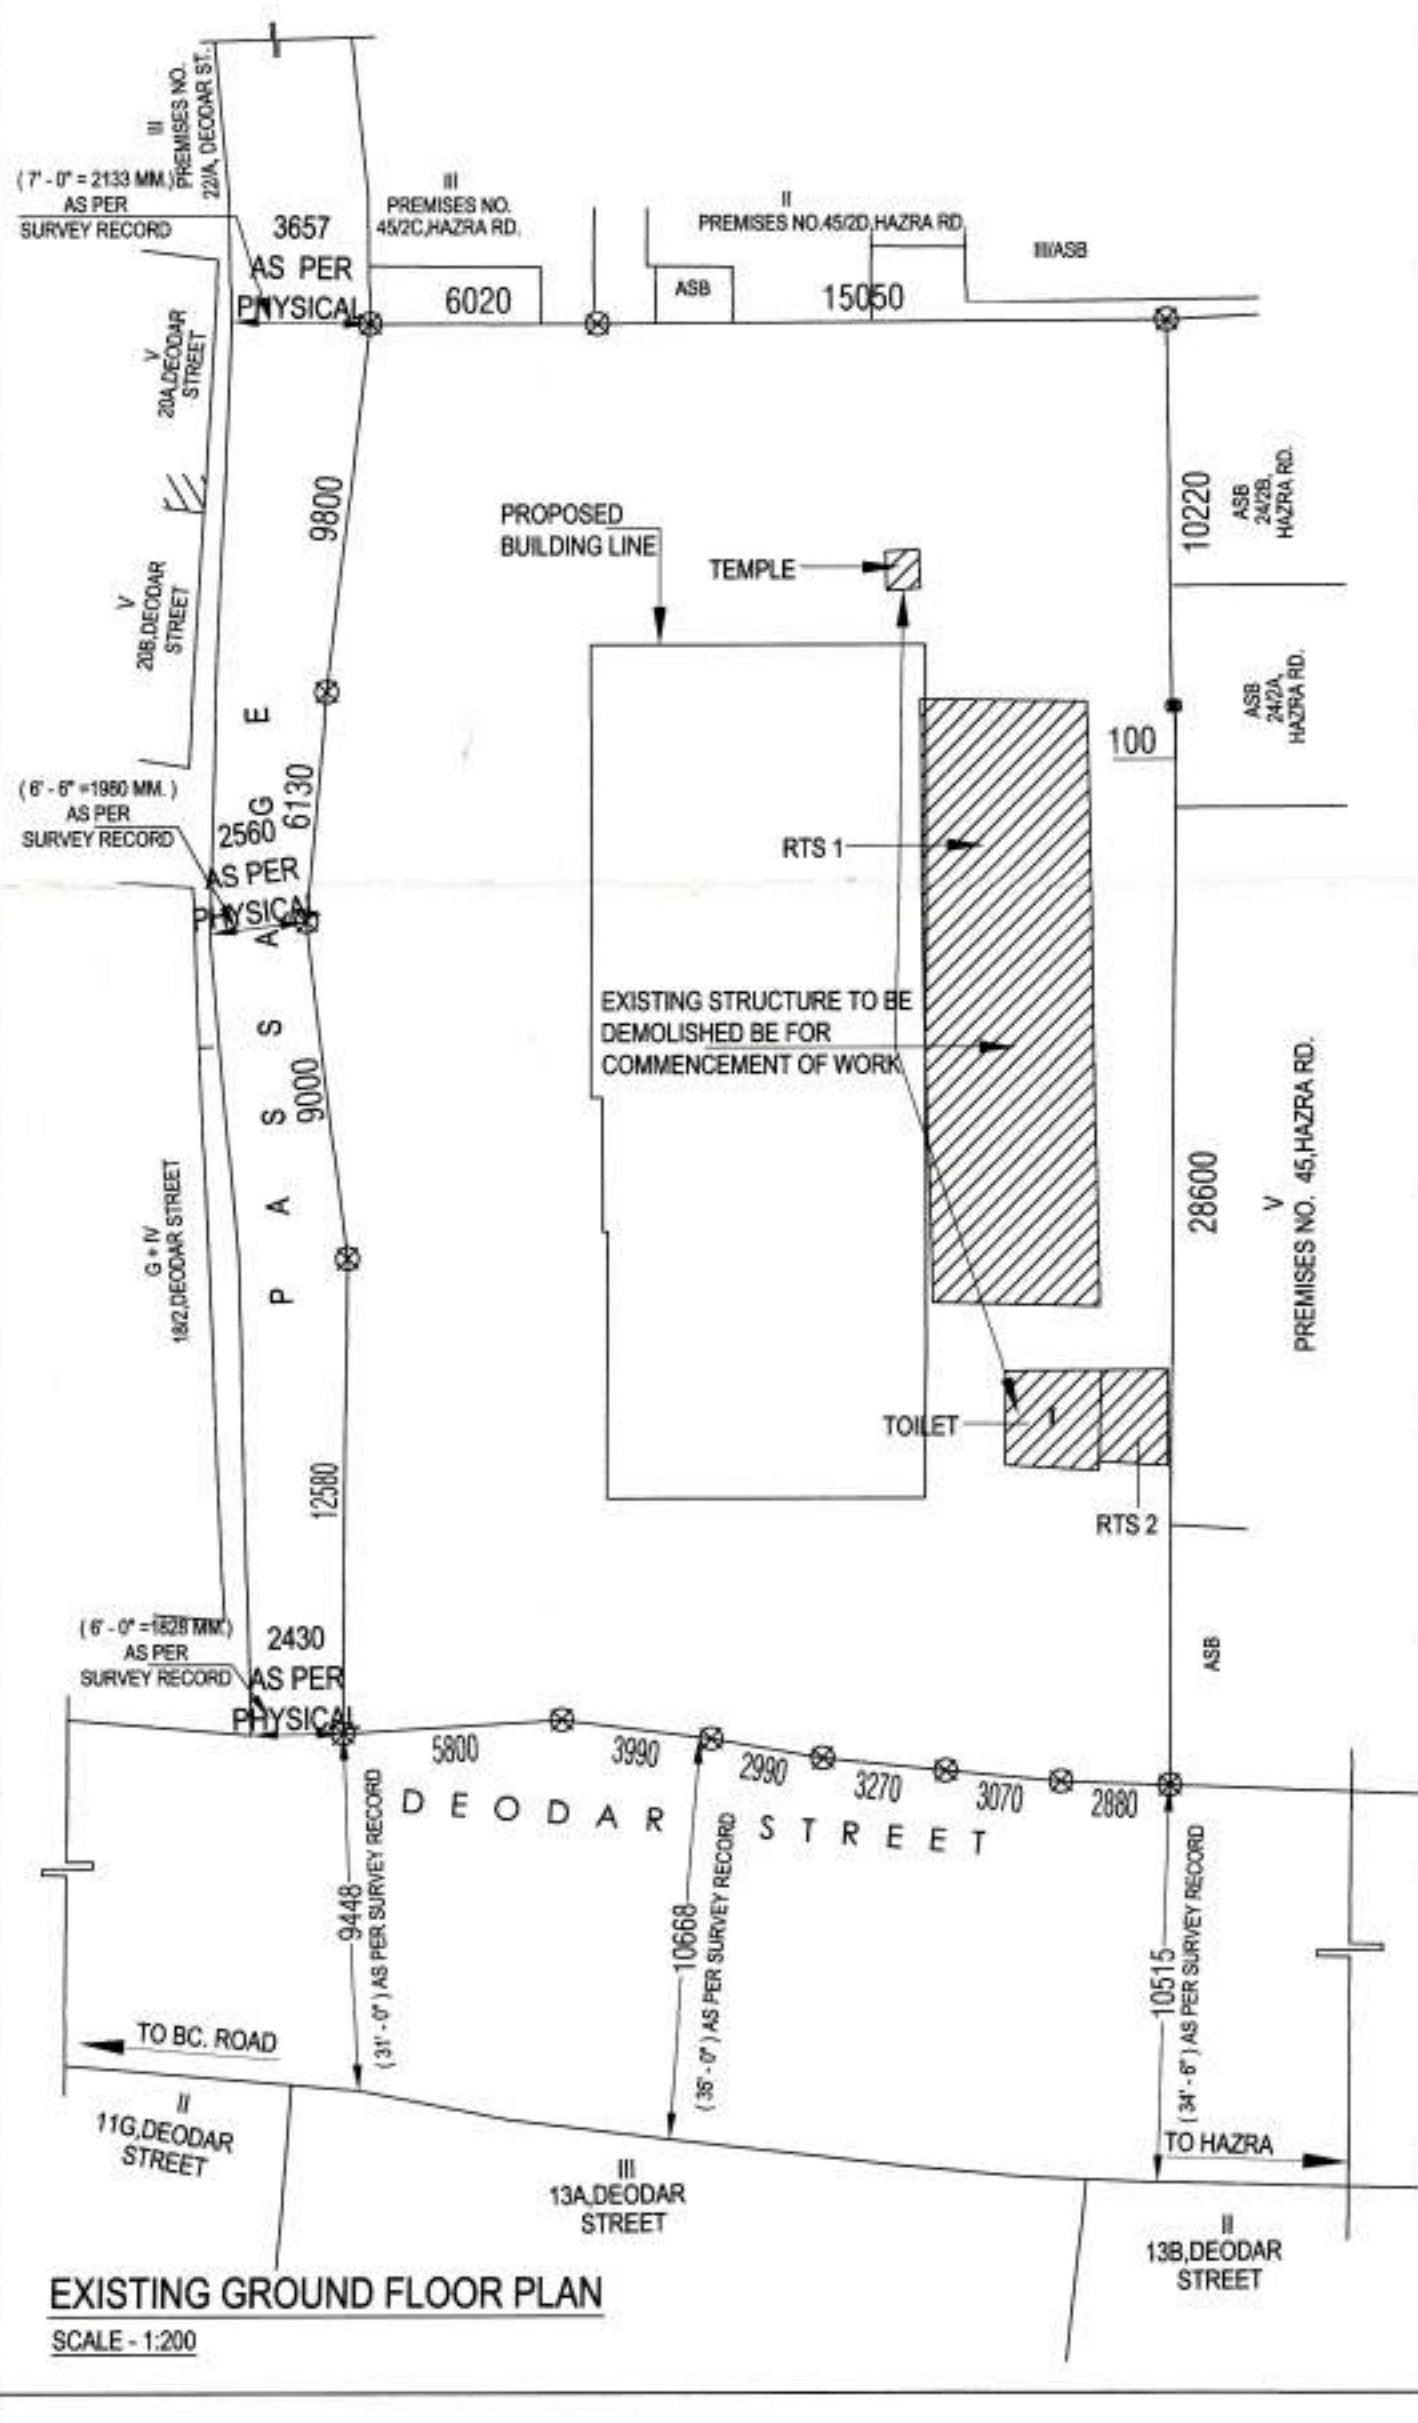 III
PREMISES NO.
22/A, DEODAR ST.
( 7' - 0" = 2133 MM.)
AS PER
SURVEY RECORD
3657
AS PER
PHYSICAL
III
PREMISES NO.
45/2C,HAZRA RD.
6020
II
PREMISES NO.45/2D,HAZRA RD.
ASB
15050
III/ASB
V
20A,DEODAR
STREET
9800
PROPOSED
BUILDING LINE
TEMPLE
10220
ASB
24/2B,
HAZRA RD.
V
20B,DEODAR
STREET
ASB
24/2A,
HAZRA RD.
100
( 6' - 6" =1980 MM. )
AS PER
SURVEY RECORD
6130
2560
AS PER
PHYSICAL
RTS 1
PASSAGE
EXISTING STRUCTURE TO BE
DEMOLISHED BE FOR
COMMENCEMENT OF WORK
9000
G + IV
18/2,DEODAR STREET
28600
V
PREMISES NO. 45,HAZRA RD.
12580
TOILET
1
RTS 2
( 6' - 0" =1828 MM.)
AS PER
SURVEY RECORD
2430
AS PER
PHYSICAL
ASB
5800
3990
2990
3270
3070
2880
DEODAR STREET
9448
( 31' - 0" ) AS PER SURVEY RECORD
10668
( 35' - 0" ) AS PER SURVEY RECORD
10515
( 34' - 6" ) AS PER SURVEY RECORD
TO BC. ROAD
TO HAZRA
II
11G,DEODAR
STREET
III
13A,DEODAR
STREET
II
13B,DEODAR
STREET
EXISTING GROUND FLOOR PLAN
SCALE - 1:200